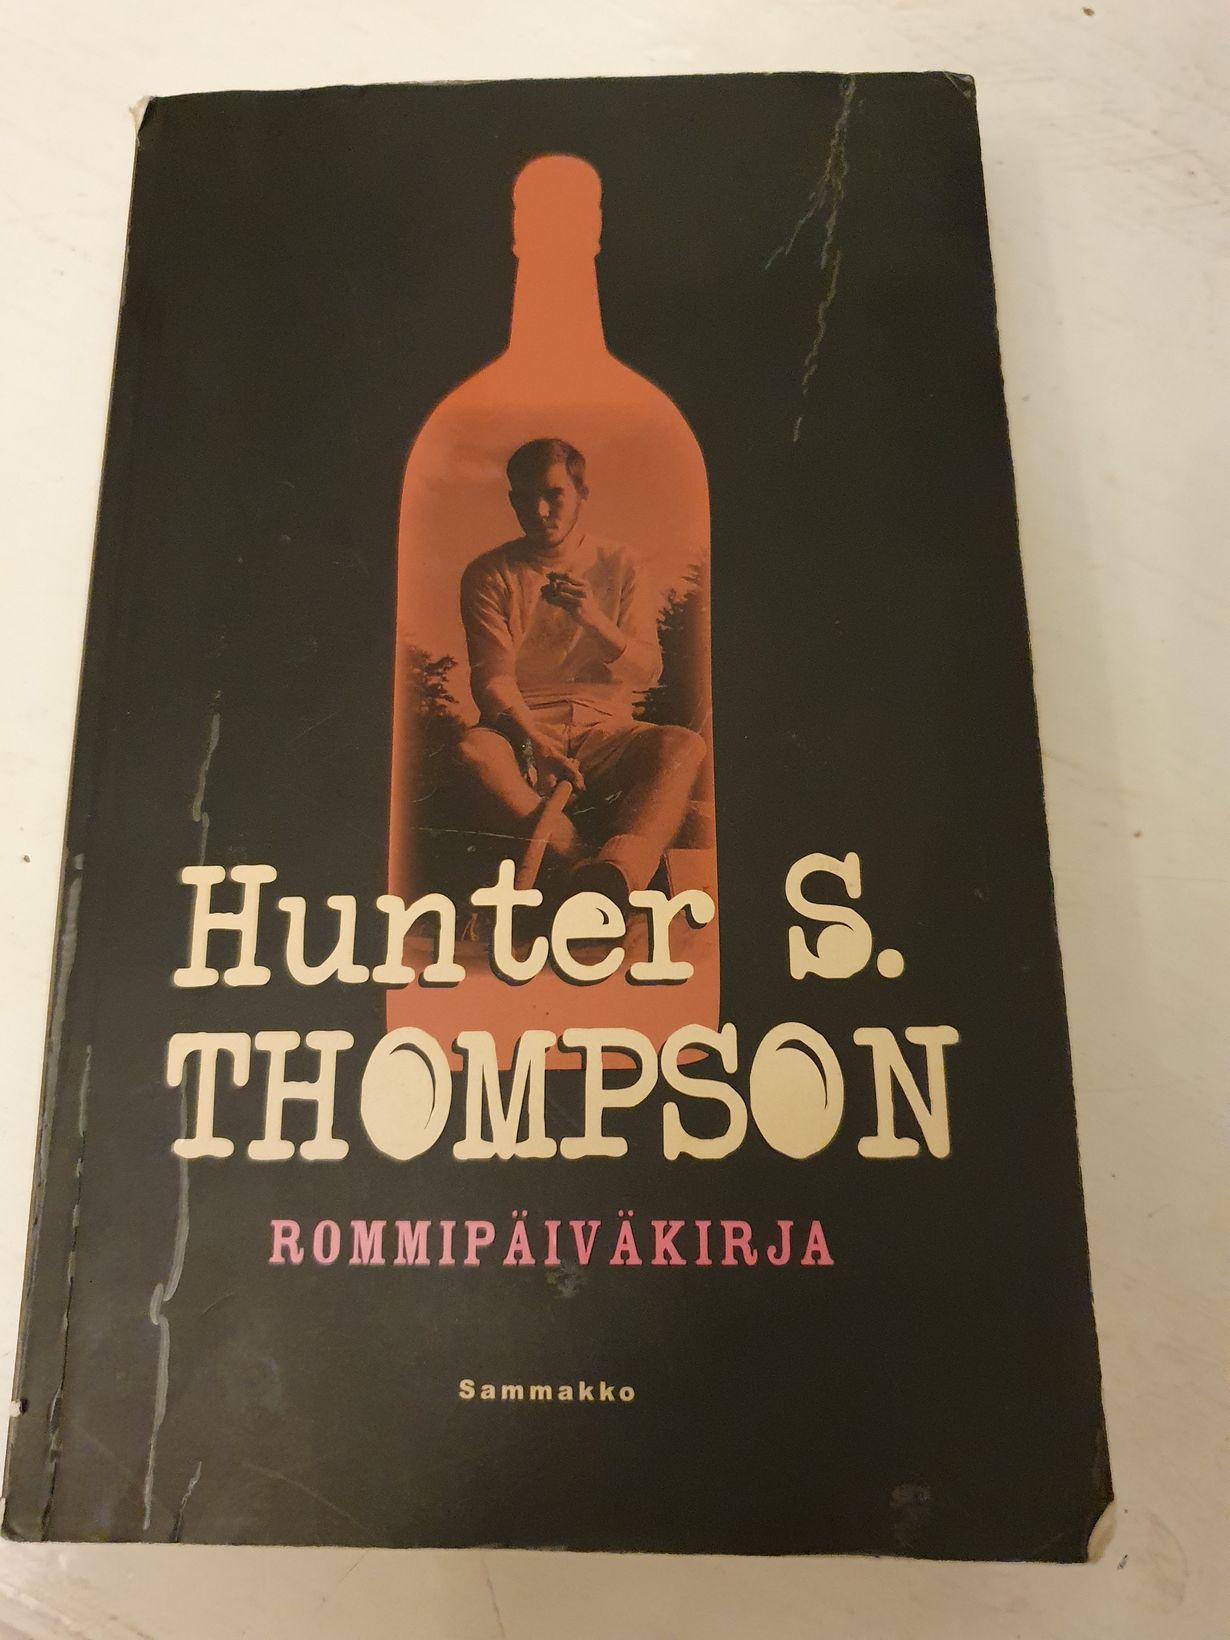 Hunter S.
THOMPSON
ROMMIPÄIVÄKIRJA
Sammakko